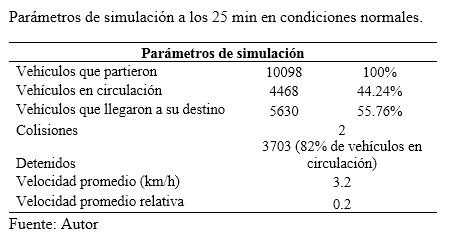 Parámetros de simulación a los 25 min en condiciones normales.
Parámetros de simulación
Vehículos que partieron 10098 100%
Vehículos en circulación 4468 44.24%
Vehículos que llegaron a su destino 5630 55.76%
Colisiones 2
3703 (82% de vehículos en
Detenidos circulación)
Velocidad promedio (km/h) 3.2
Velocidad promedio relativa 0.2
Fuente: Autor